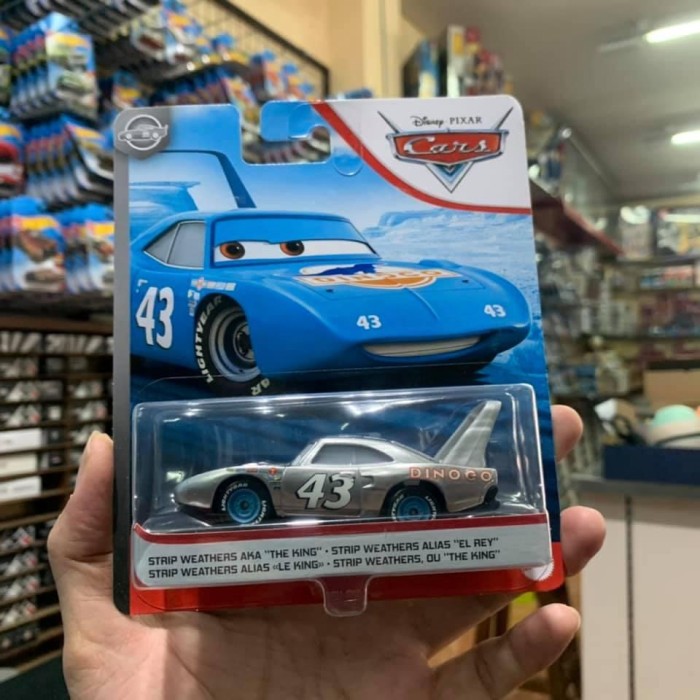 Disney PIXAR
Cars
43
LIGHTYEAR
DINOCO
43
43
43
DINOCO
STRIP WEATHERS AKA "THE KING" • STRIP WEATHERS ALIAS "EL REY"
STRIP WEATHERS ALIAS «LE KING» • STRIP WEATHERS, OU "THE KING"